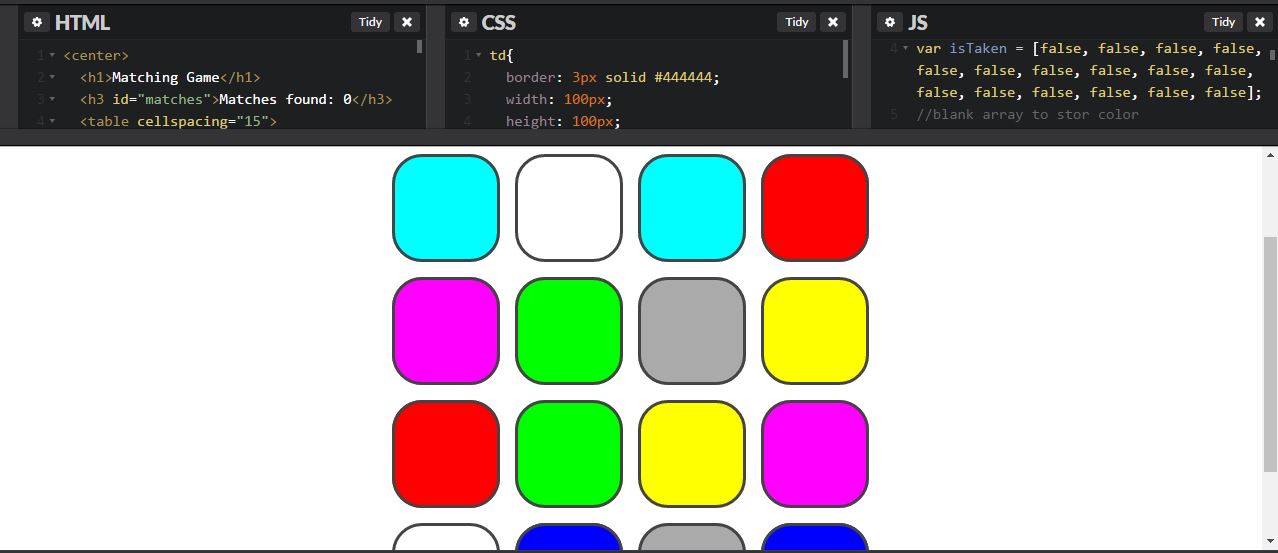 HTML
Tidy
1 <center>
2 <h1>Matching Game</h1>
3 <h3 id="matches">Matches found: 0</h3>
4 <table cellspacing="15">
CSS
Tidy
1 td{
2 border: 3px solid #444444;
3 width: 100px;
4 height: 100px;
JS
Tidy
4 var isTaken = [false, false, false, false,
false, false, false, false, false, false,
false, false, false, false, false, false];
5 //blank array to stor color